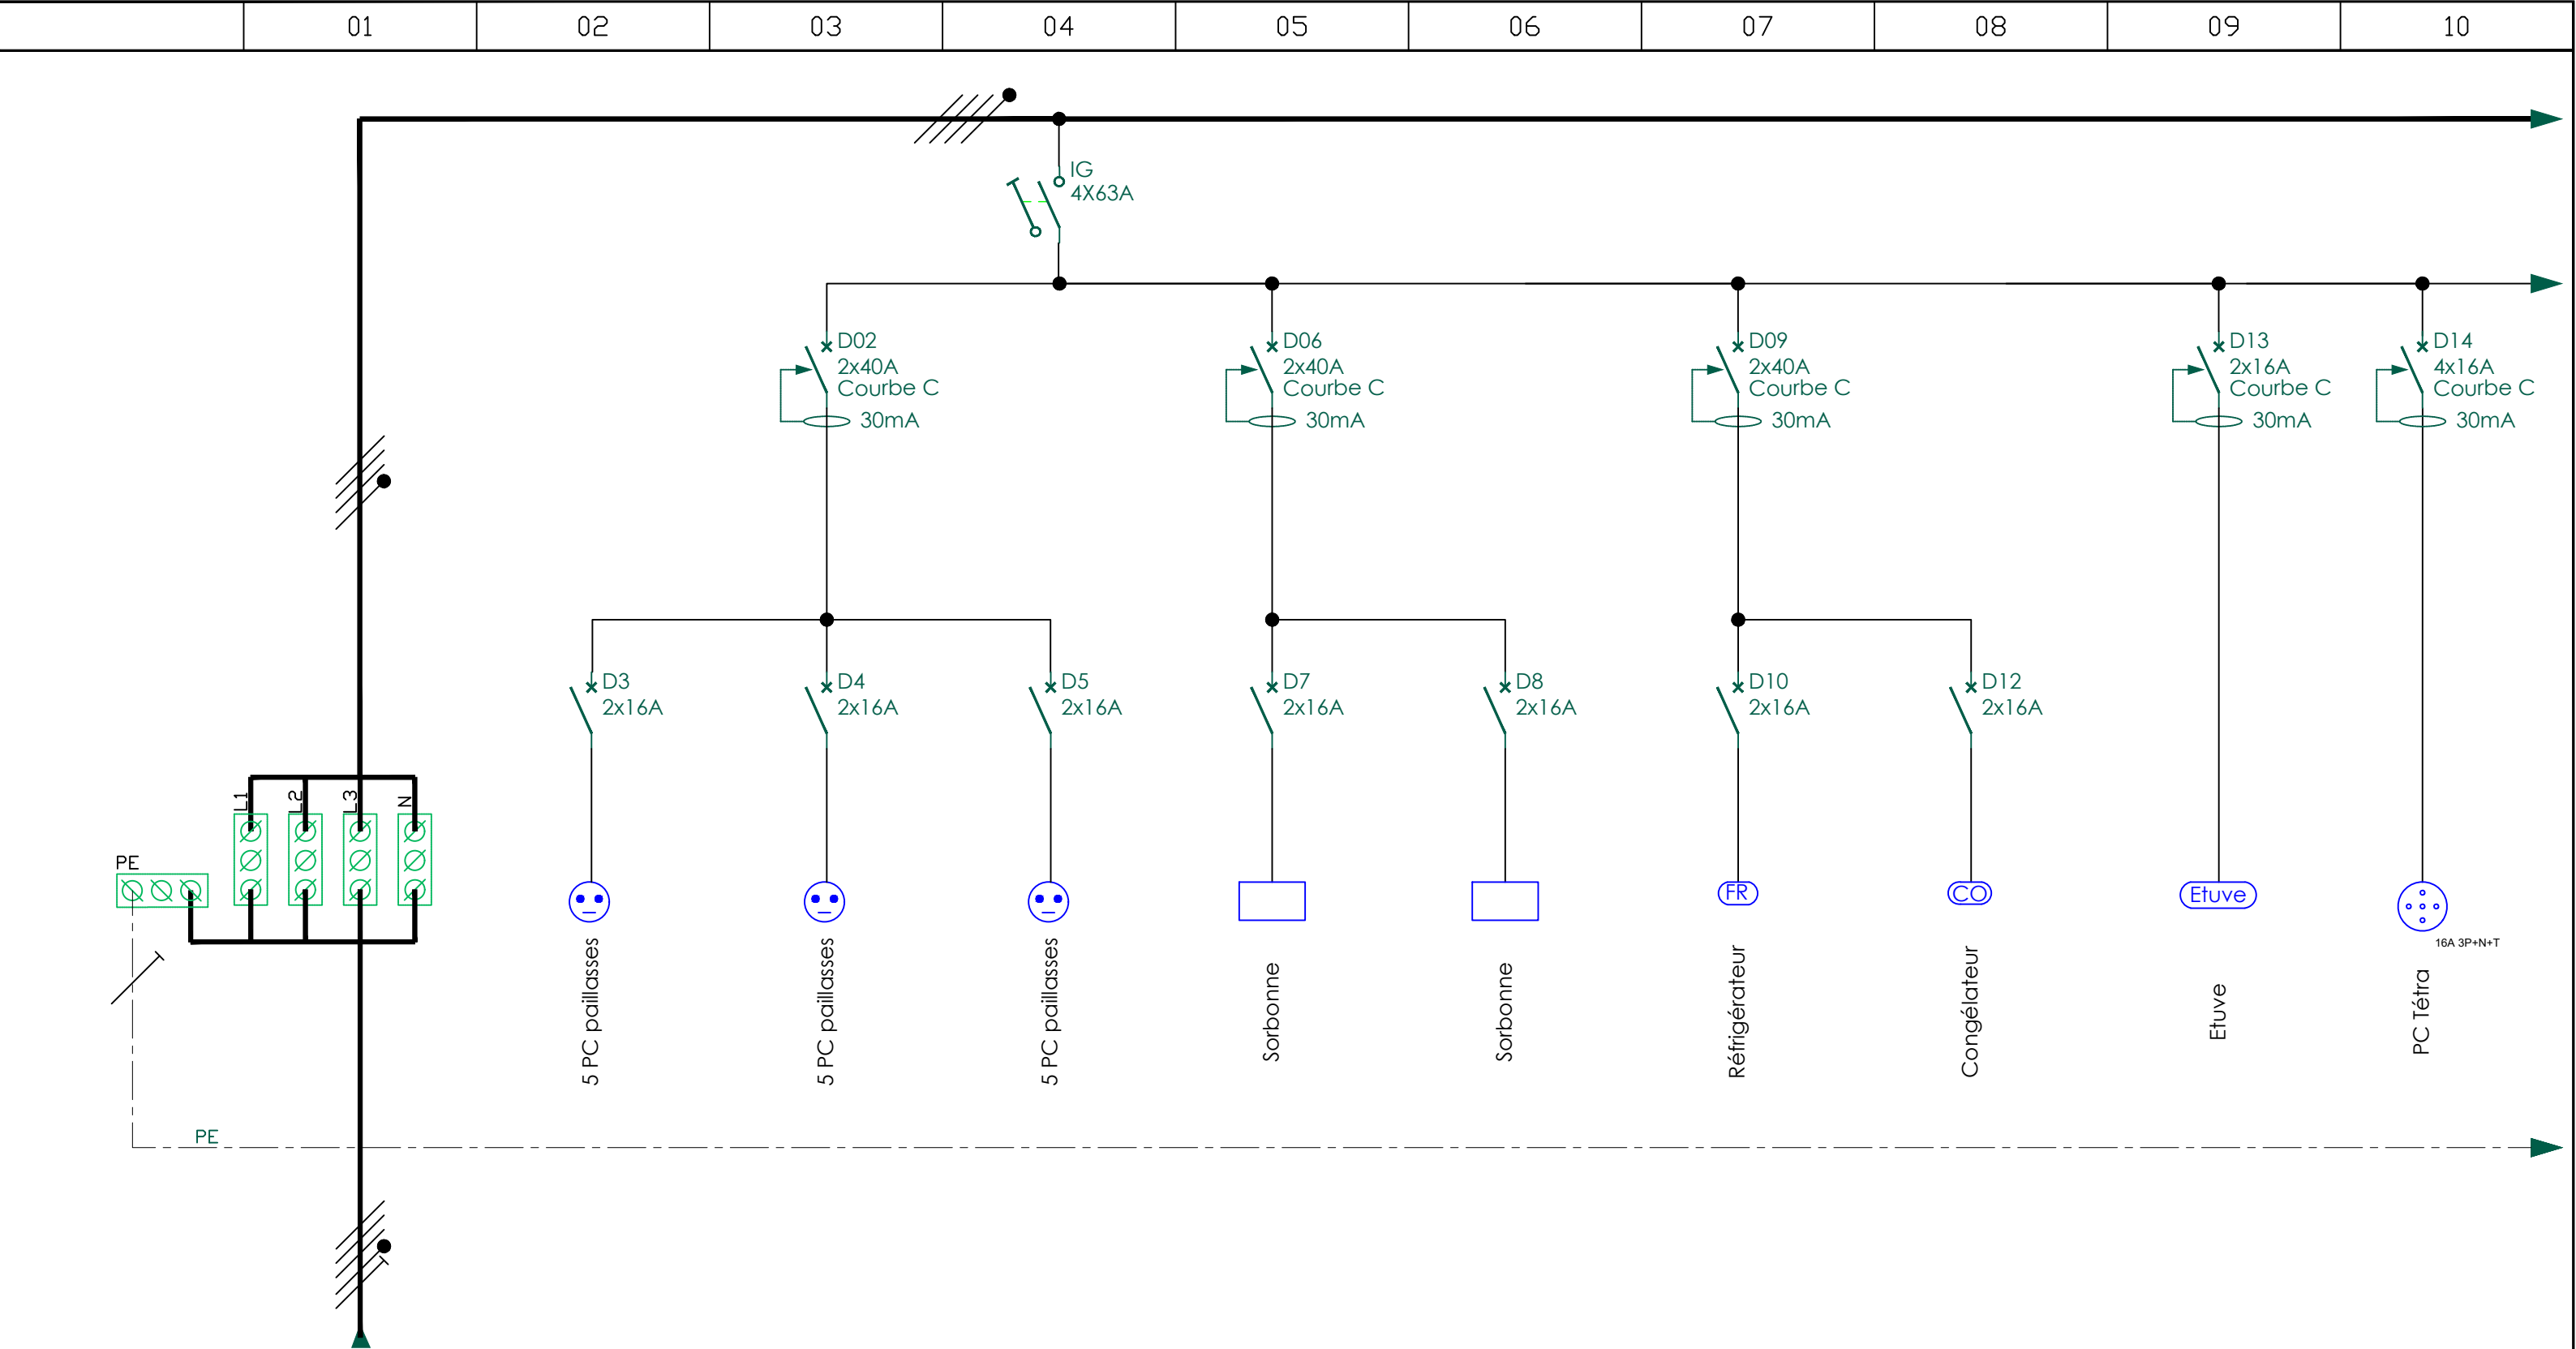 01 02 03 04 05 06 07 08 09 10
IG
4X63A
D02
2x40A
Courbe C
30mA
D06
2x40A
Courbe C
30mA
D09
2x40A
Courbe C
30mA
D13
2x16A
Courbe C
30mA
D14
4x16A
Courbe C
30mA
D3
2x16A
D4
2x16A
D5
2x16A
D7
2x16A
D8
2x16A
D10
2x16A
D12
2x16A
L1
L2
L3
N
PE
FR
CO
Etuve
16A 3P+N+T
5 PC paillasses
5 PC paillasses
5 PC paillasses
Sorbonne
Sorbonne
Réfrigérateur
Congélateur
Etuve
PC Tétra
PE